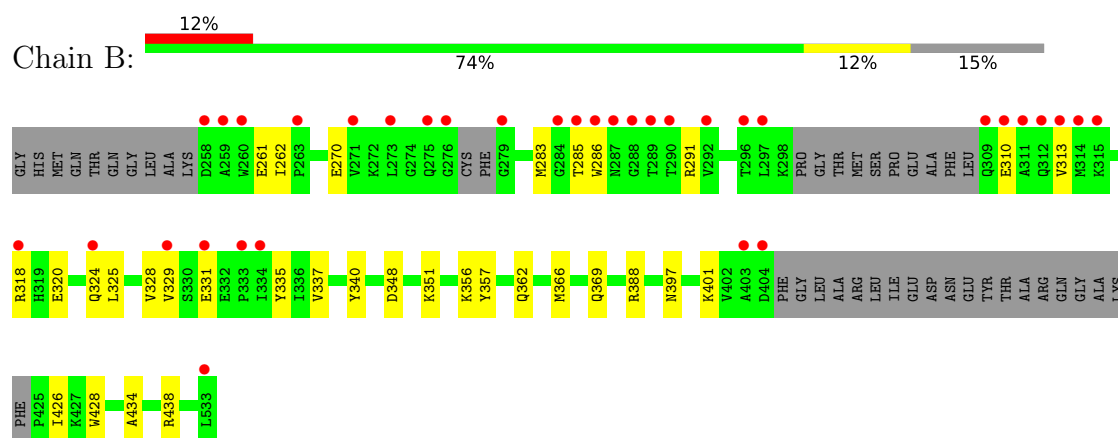 12%
Chain B:
74% 12% 15%
GLY HIS MET GLN THR GLN GLY LEU ALA LYS D258 A259 W260 E261 I262 P263 E270 V271 K272 L273 G274 Q275 G276 CYS PHE G279 M283 G284 T285 W286 N287 G288 T289 T290 R291 V292 T296 L297 K298 PRO GLY THR MET SER PRO GLU ALA PHE LEU Q309 E310 A311 Q312 V313 M314 K315
R318 H319 E320 Q324 L325 V328 V329 S330 E331 E332 P333 I334 Y335 I336 V337 Y340 D348 K351 K356 Y357 Q362 M366 Q369 R388 N397 K401 V402 A403 D404 PHE GLY LEU ALA ARG LEU ILE GLU ASP ASN GLU TYR THR ALA ARG GLN GLY ALA LYS
PHE P425 I426 K427 W428 A434 R438 L533